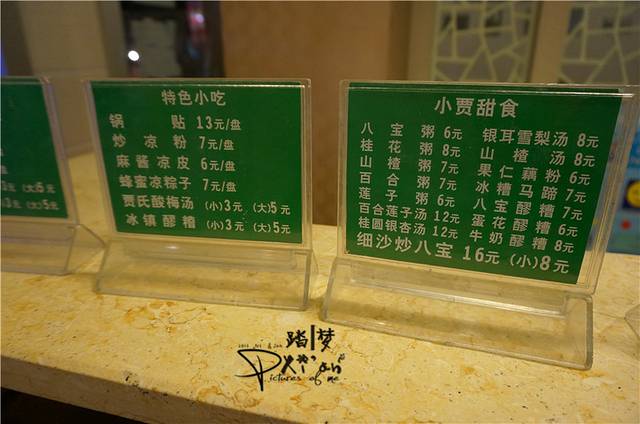 特色小吃
锅贴 13元/盘
炒凉粉 7元/盘
麻酱凉皮 6元/盘
蜂蜜凉粽子 7元/盘
贾氏酸梅汤 (小)3元 (大)5元
冰镇醪糟 (小)3元 (大)5元
小贾甜食
八宝粥 6元 银耳雪梨汤 8元
桂花粥 8元 山楂汤 8元
山楂粥 7元 果仁藕粉 6元
百合粥 7元 冰糟马蹄 7元
莲子粥 7元 八宝醪糟 7元
百合莲子汤 12元 蛋花醪糟 6元
桂圆银杏汤 12元 牛奶醪糟 8元
细沙炒八宝 16元 (小)8元
踏梦
Pictures of me